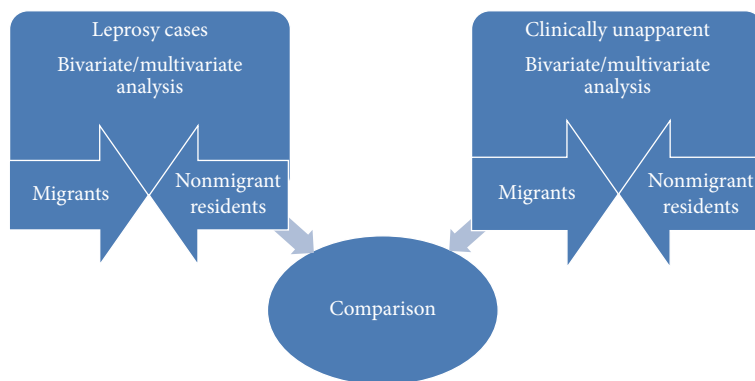 Leprosy cases
Bivariate/multivariate
analysis
Migrants
Nonmigrant
residents
Clinically unapparent
Bivariate/multivariate
analysis
Migrants
Nonmigrant
residents
Comparison